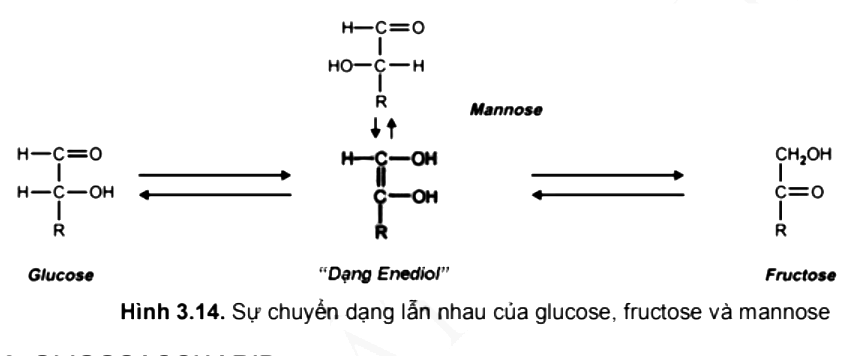 H—C=O
HO—C—H
R
Mannose
H—C=O
H—C—OH
R
H—C—OH
C—OH
R
CH₂OH
C=O
R
Glucose
“Dạng Enediol”
Fructose
Hình 3.14. Sự chuyển dạng lẫn nhau của glucose, fructose và mannose